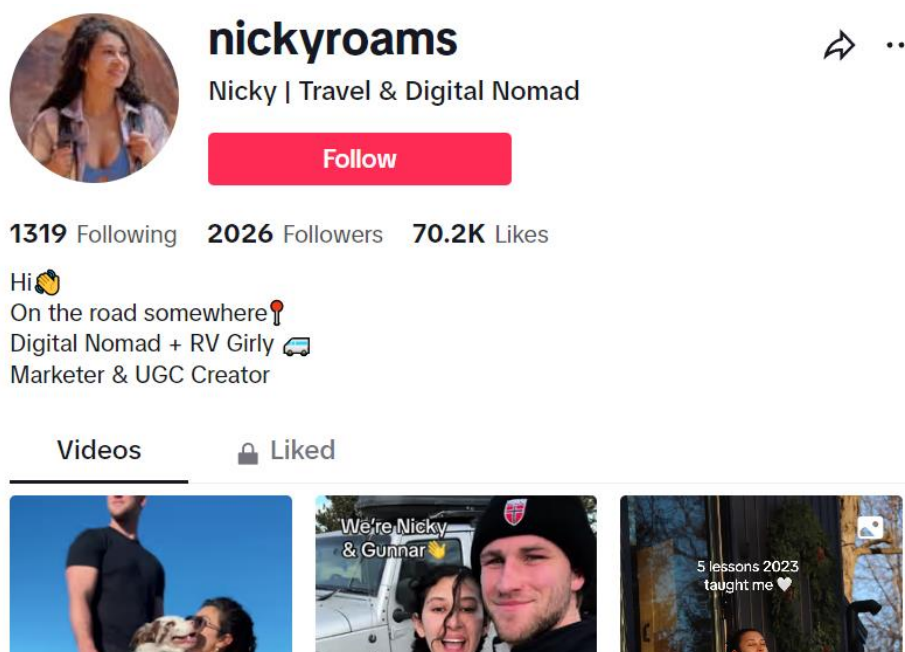 nickyroams
Nicky | Travel & Digital Nomad
Follow
1319 Following 2026 Followers 70.2K Likes
Hi👋
On the road somewhere📍
Digital Nomad + RV Girly 🚐
Marketer & UGC Creator
Videos Liked
We're Nicky
& Gunnar👋
5 lessons 2023
taught me🤍